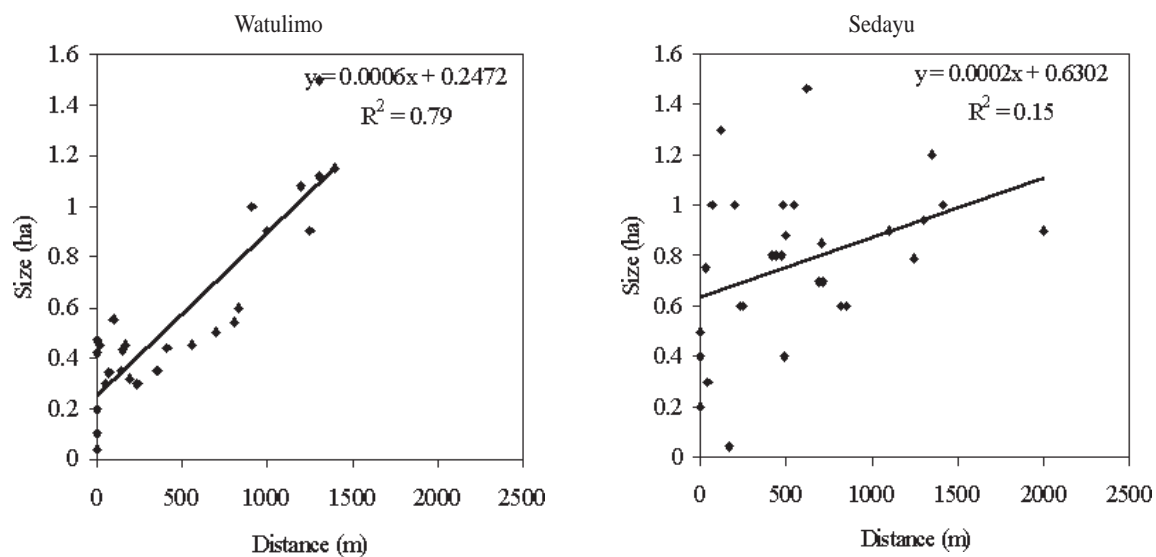 Watulimo
y = 0.0006x + 0.2472
R² = 0.79
1.6
1.4
1.2
1
0.8
0.6
0.4
0.2
0
Size (ha)
0 500 1000 1500 2000 2500
Distance (m)
Sedayu
y = 0.0002x + 0.6302
R² = 0.15
1.6
1.4
1.2
1
0.8
0.6
0.4
0.2
0
Size (ha)
0 500 1000 1500 2000 2500
Distance (m)